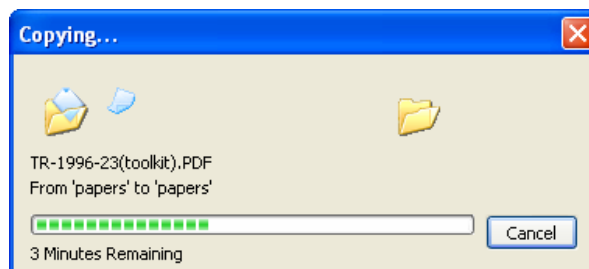 Copying...
TR-1996-23(toolkit).PDF
From 'papers' to 'papers'
Cancel
3 Minutes Remaining